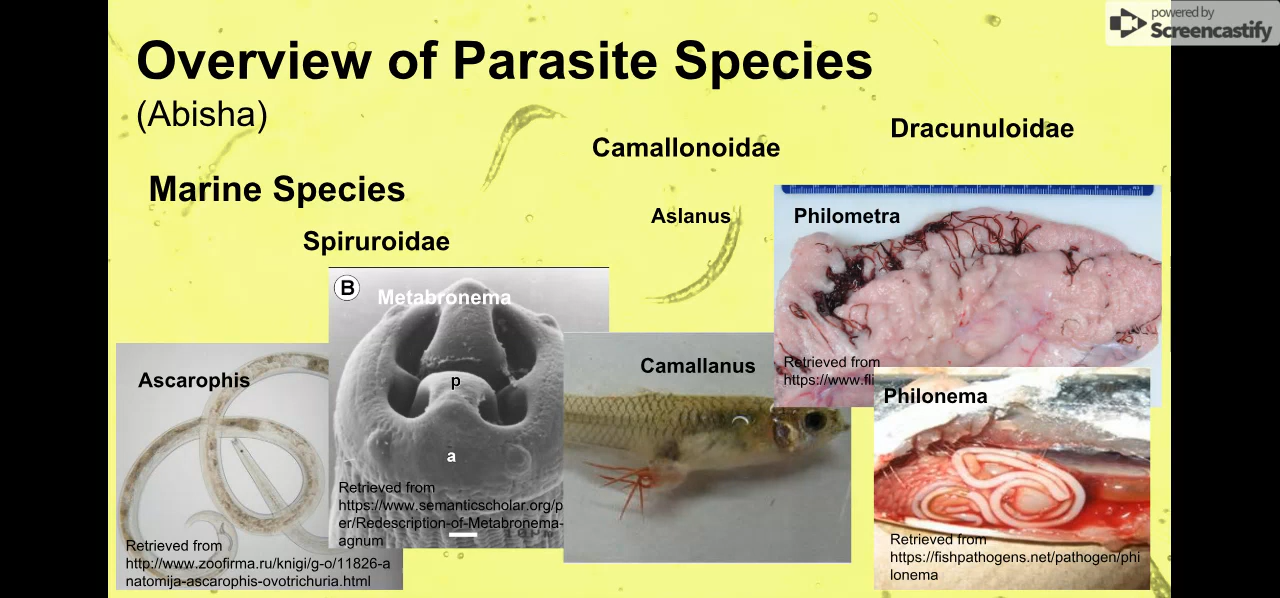 powered by
Screencastify
Overview of Parasite Species
(Abisha)
Dracunuloidae
Camallonoidae
Marine Species
Aslanus
Philometra
Spiruroidae
B
Metabronema
Retrieved from
https://www.fli
Camallanus
Ascarophis
p
Philonema
a
Retrieved from
https://www.semanticscholar.org/p
er/Redescription-of-Metabronema-
agnum
Retrieved from
http://www.zoofirma.ru/knigi/g-o/11826-a
natomija-ascarophis-ovotrichuria.html
Retrieved from
https://fishpathogens.net/pathogen/phi
lonema